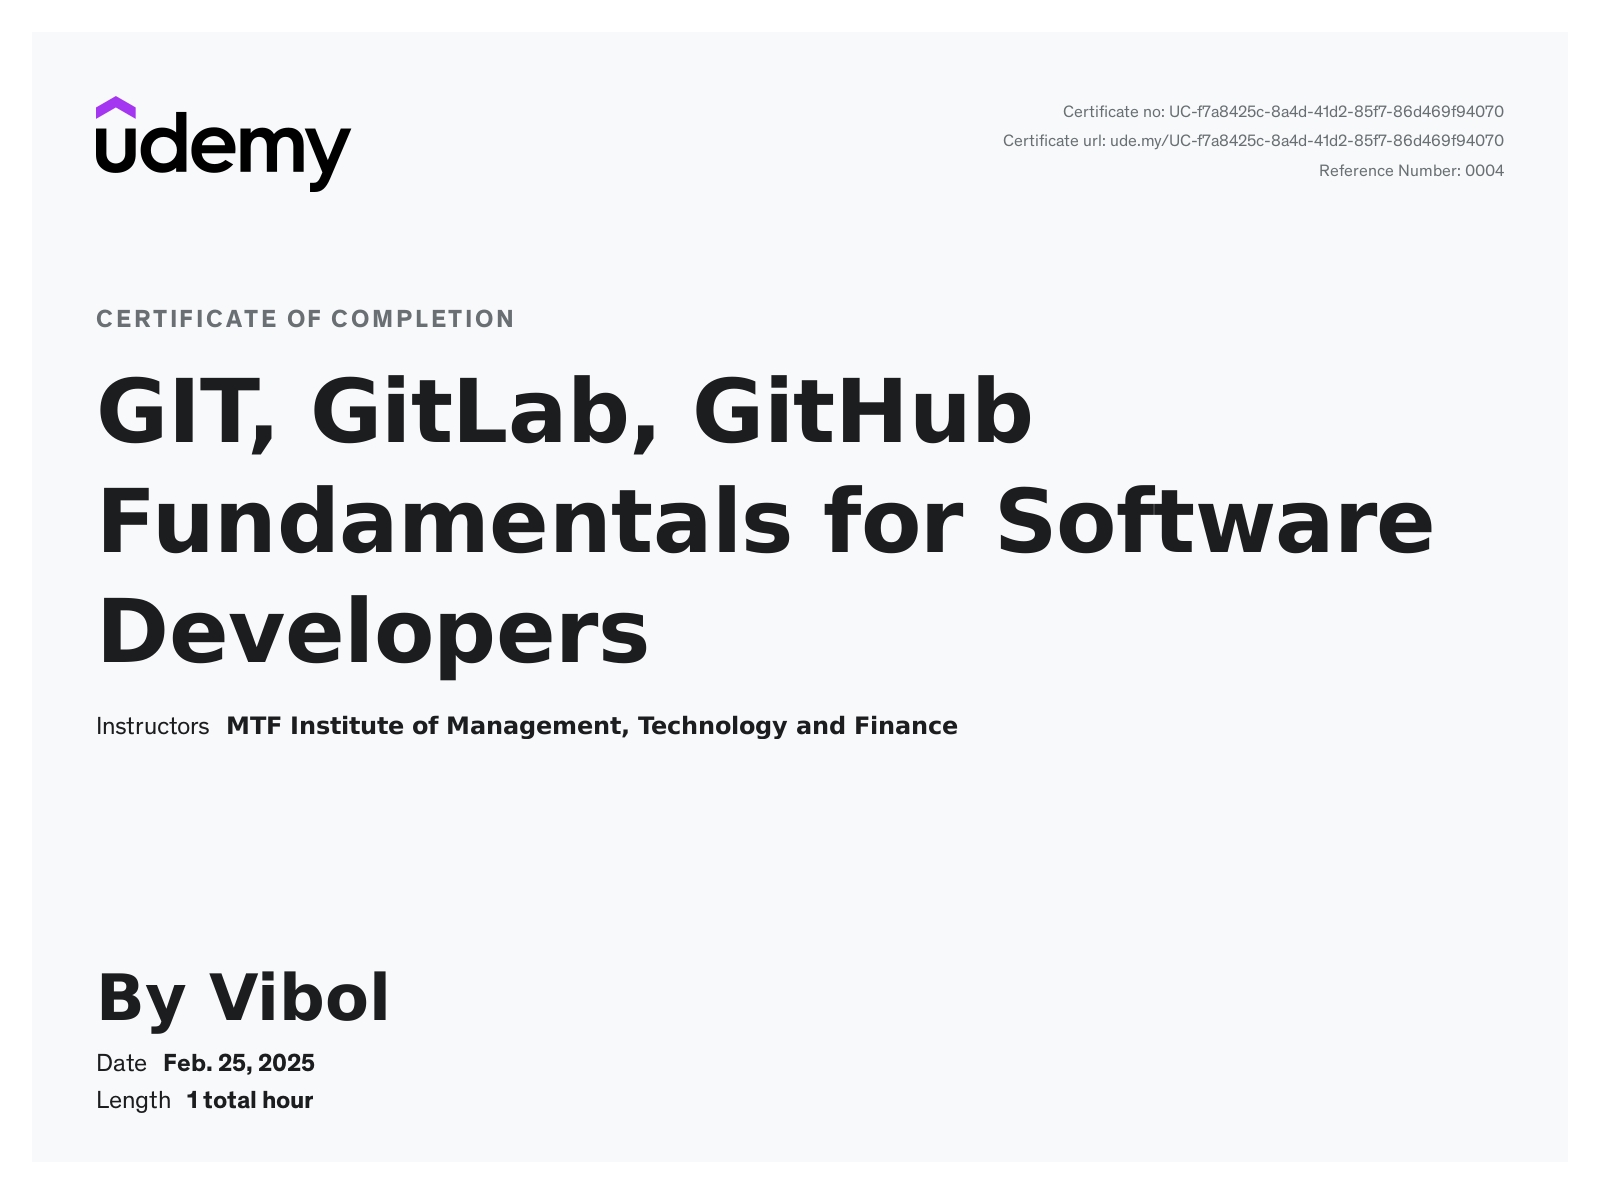 udemy
Certificate no: UC-f7a8425c-8a4d-41d2-85f7-86d469f94070
Certificate url: ude.my/UC-f7a8425c-8a4d-41d2-85f7-86d469f94070
Reference Number: 0004
CERTIFICATE OF COMPLETION
GIT, GitLab, GitHub
Fundamentals for Software
Developers
Instructors MTF Institute of Management, Technology and Finance
By Vibol
Date Feb. 25, 2025
Length 1 total hour